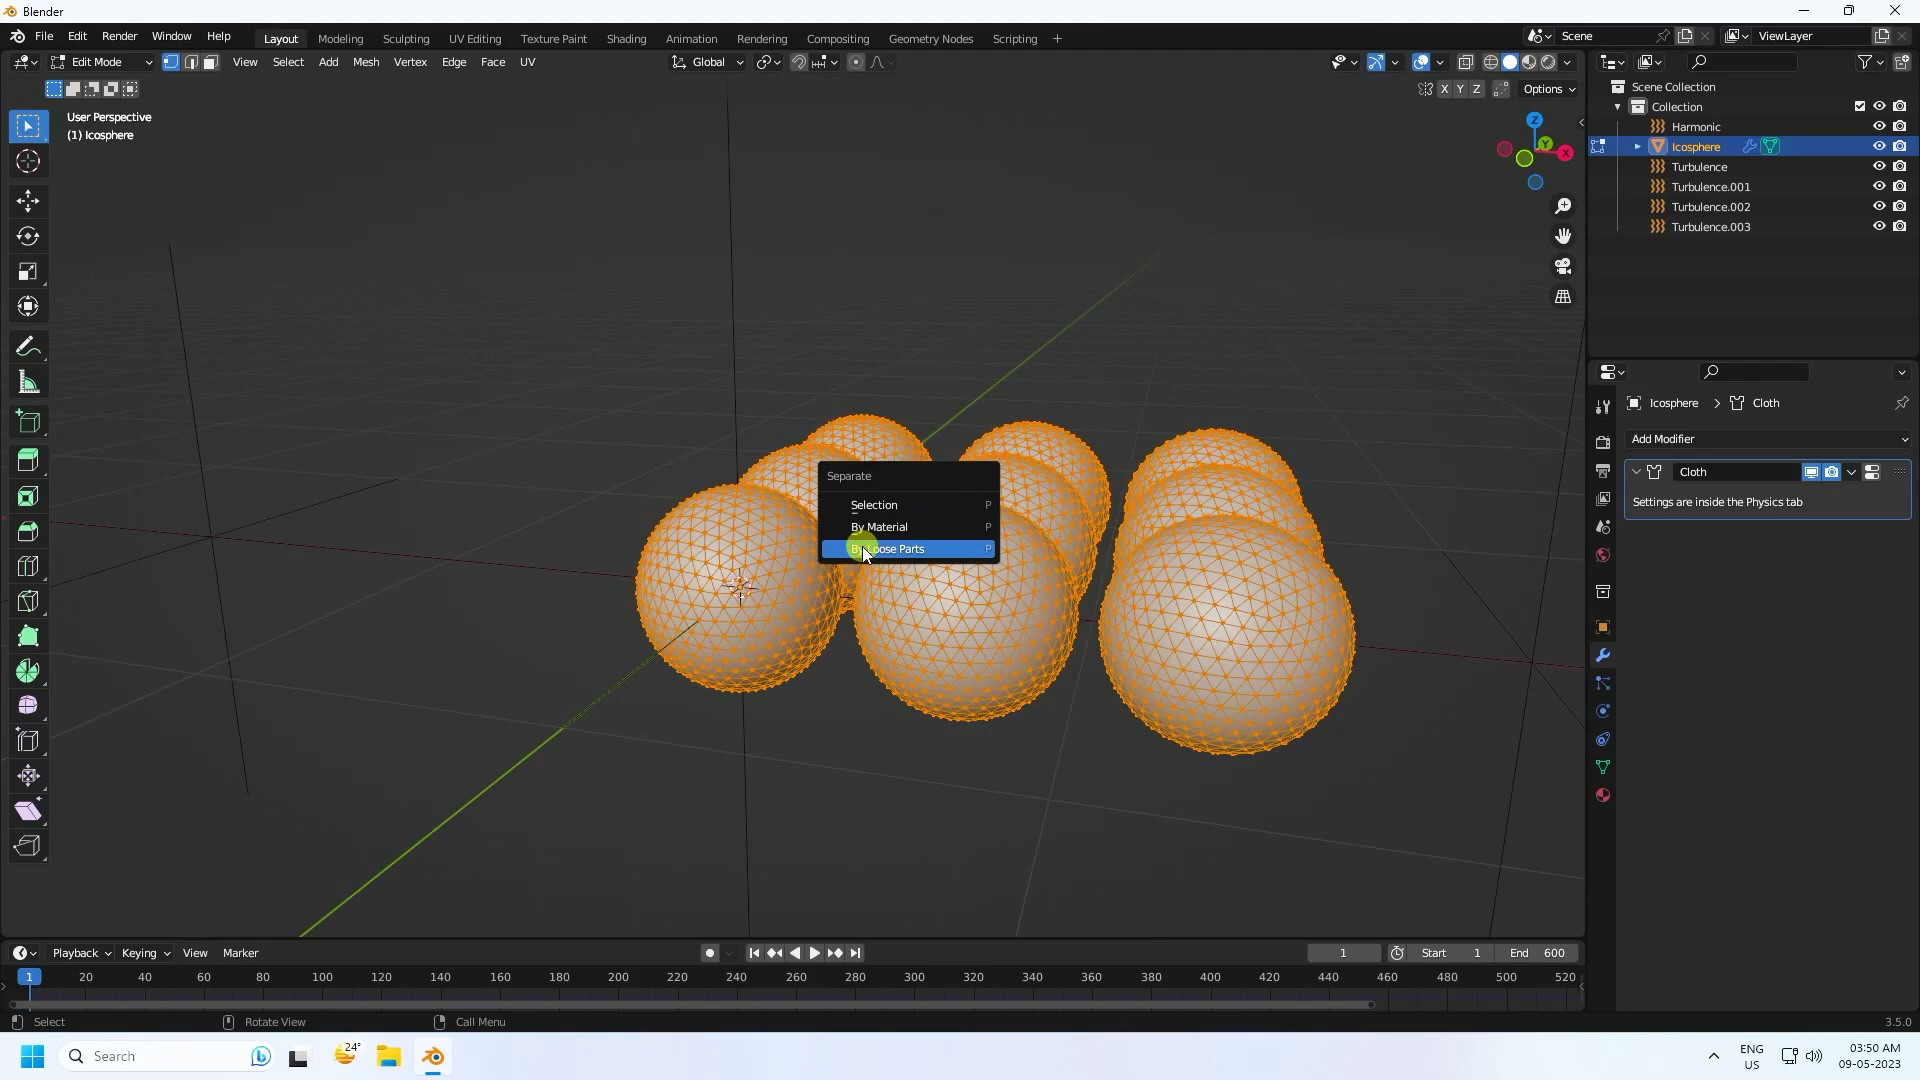 Blender
File Edit Render Window Help
Layout Modeling Sculpting UV Editing Texture Paint Shading Animation Rendering Compositing Geometry Nodes Scripting +
Scene
ViewLayer
Edit Mode View Select Add Mesh Vertex Edge Face UV
Global
X Y Z Options
User Perspective
(1) Icosphere
Z
Y
X
Separate
Selection P
By Material P
By Loose Parts P
Scene Collection
Collection
Harmonic
Icosphere
Turbulence
Turbulence.001
Turbulence.002
Turbulence.003
Icosphere > Cloth
Add Modifier
Cloth
Settings are inside the Physics tab
Playback Keying View Marker
1 Start 1 End 600
1 20 40 60 80 100 120 140 160 180 200 220 240 260 280 300 320 340 360 380 400 420 440 460 480 500 520
Select Rotate View Call Menu
3.5.0
Search
24°
ENG
US
03:50 AM
09-05-2023